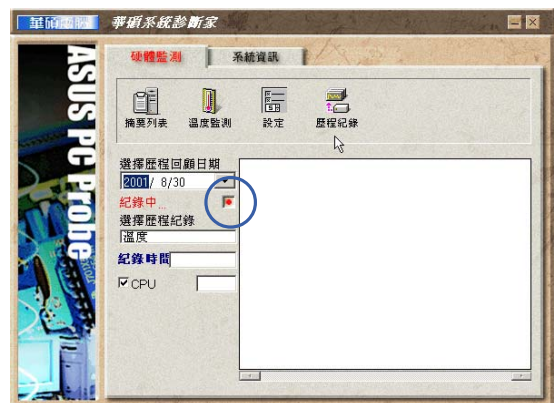 華碩電腦 華碩系統診斷家
ASUS PC Probe
硬體監測 系統資訊
摘要列表 溫度監測 設定 歷程紀錄
選擇歷程回顧日期
2001/ 8/30
紀錄中...
選擇歷程紀錄
溫度
紀錄時間
CPU